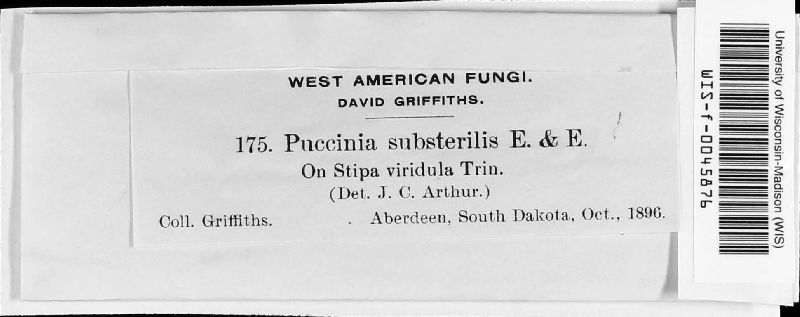 WEST AMERICAN FUNGI.
DAVID GRIFFITHS.
175. Puccinia substerilis E. & E.
On Stipa viridula Trin.
(Det. J. C. Arthur.)
Coll. Griffiths. Aberdeen, South Dakota, Oct., 1896.
University of Wisconsin-Madison (WIS)
WIS-f-0045876